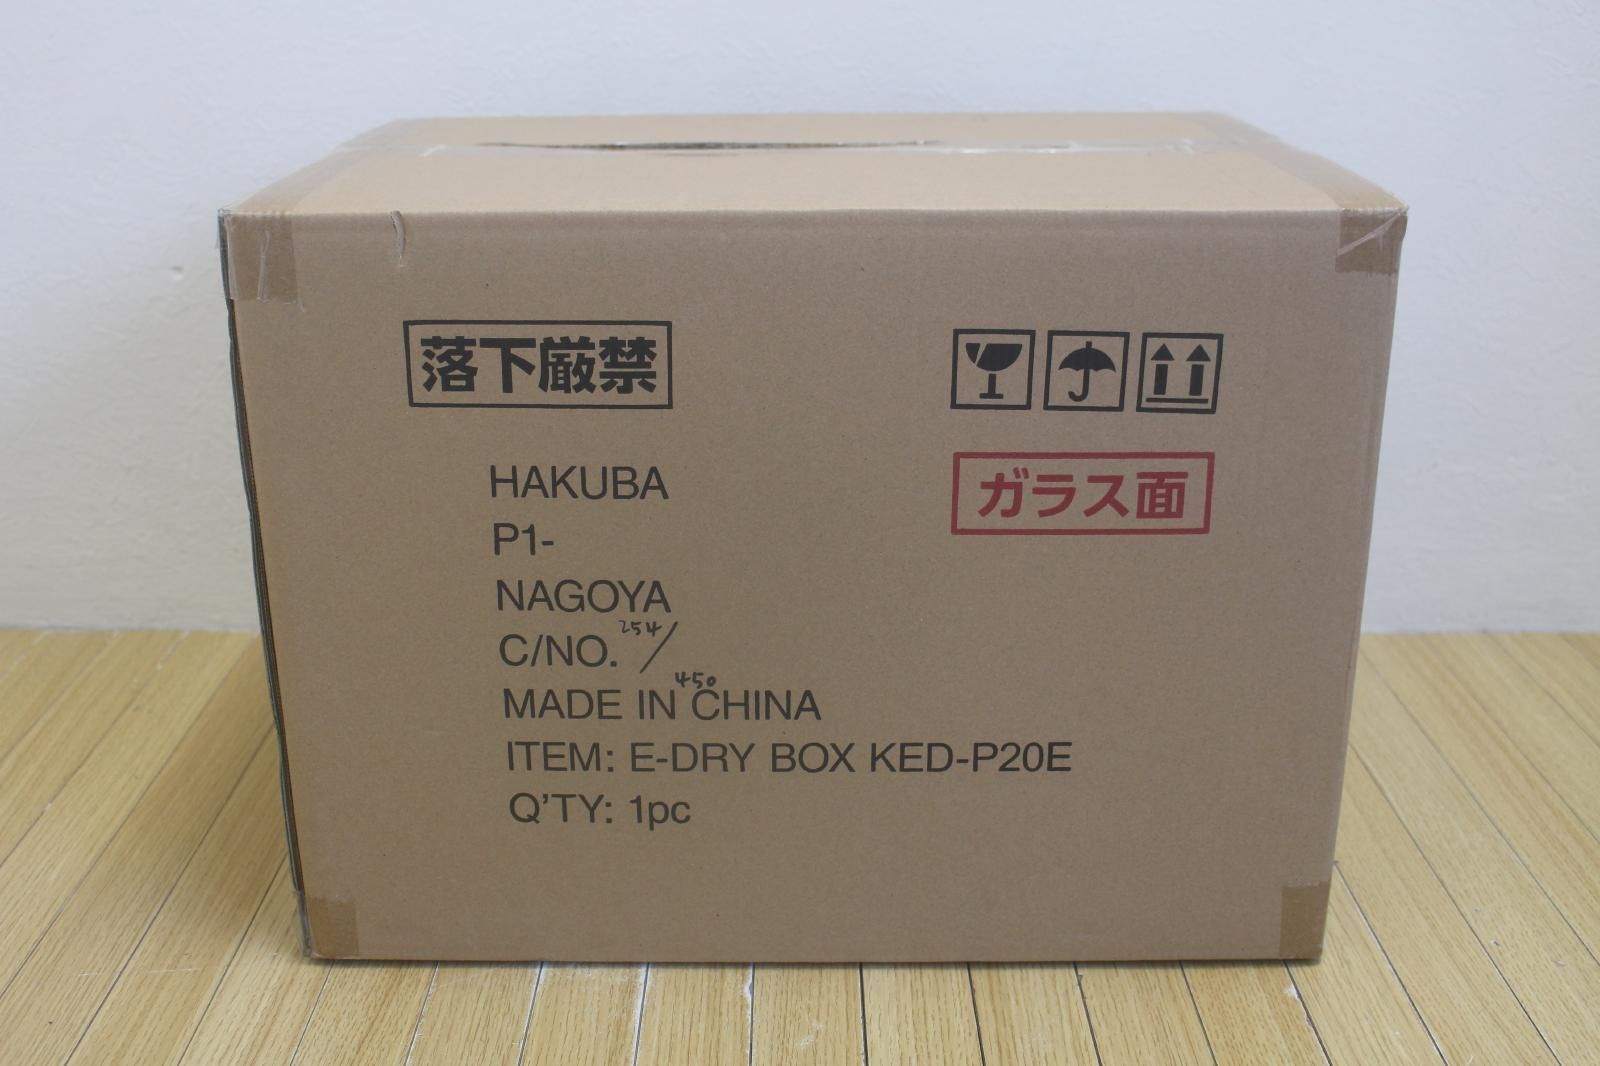 落下厳禁
HAKUBA
P1-
NAGOYA
C/NO. 254/
450
MADE IN CHINA
ITEM: E-DRY BOX KED-P20E
Q'TY: 1pc
ガラス面